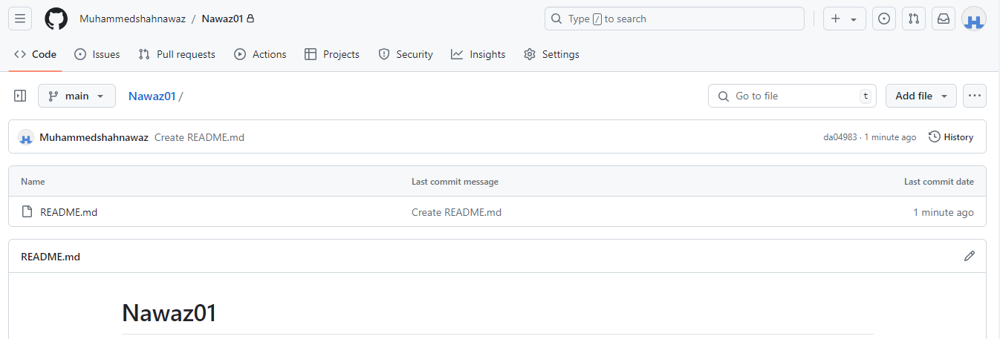 Muhammedshahnawaz / Nawaz01
Type / to search
Code Issues Pull requests Actions Projects Security Insights Settings
main Nawaz01 / Go to file t Add file
Muhammedshahnawaz Create README.md da04983 · 1 minute ago History
Name Last commit message Last commit date
README.md Create README.md 1 minute ago
README.md
Nawaz01